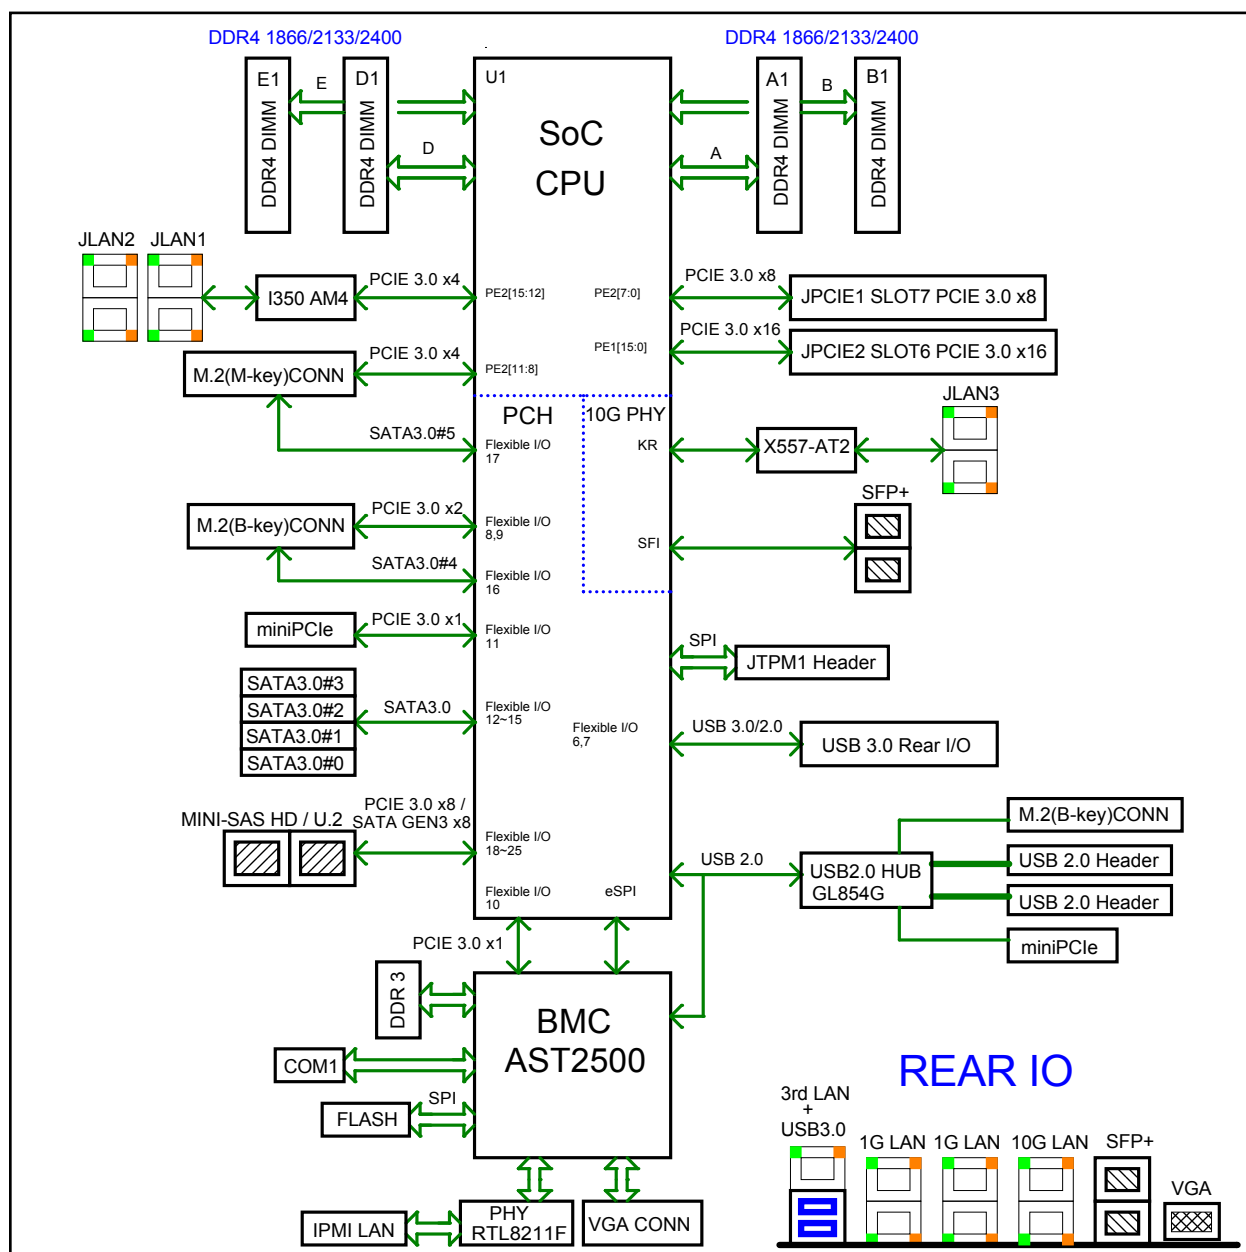 DDR4 1866/2133/2400
DDR4 1866/2133/2400
E1
DDR4 DIMM
E
D1
DDR4 DIMM
D
U1
SoC
CPU
A1
DDR4 DIMM
A
B
B1
DDR4 DIMM
JLAN2
JLAN1
I350 AM4
PCIE 3.0 x4
PE2[15:12]
PE2[7:0]
PCIE 3.0 x8
JPCIE1 SLOT7 PCIE 3.0 x8
PE1[15:0]
PCIE 3.0 x16
JPCIE2 SLOT6 PCIE 3.0 x16
M.2(M-key)CONN
PCIE 3.0 x4
PE2[11:8]
SATA3.0#5
PCH
Flexible I/O
17
10G PHY
KR
X557-AT2
JLAN3
SFP+
SFI
M.2(B-key)CONN
PCIE 3.0 x2
Flexible I/O
8,9
SATA3.0#4
Flexible I/O
16
miniPCIe
PCIE 3.0 x1
Flexible I/O
11
SPI
JTPM1 Header
SATA3.0#3
SATA3.0#2
SATA3.0#1
SATA3.0#0
SATA3.0
Flexible I/O
12~15
Flexible I/O
6,7
USB 3.0/2.0
USB 3.0 Rear I/O
MINI-SAS HD / U.2
PCIE 3.0 x8 /
SATA GEN3 x8
Flexible I/O
18~25
Flexible I/O
10
eSPI
USB 2.0
USB2.0 HUB
GL854G
M.2(B-key)CONN
USB 2.0 Header
USB 2.0 Header
miniPCIe
PCIE 3.0 x1
DDR 3
BMC
AST2500
COM1
FLASH
SPI
IPMI LAN
PHY
RTL8211F
VGA CONN
REAR IO
3rd LAN
+
USB3.0
1G LAN
1G LAN
10G LAN
SFP+
VGA